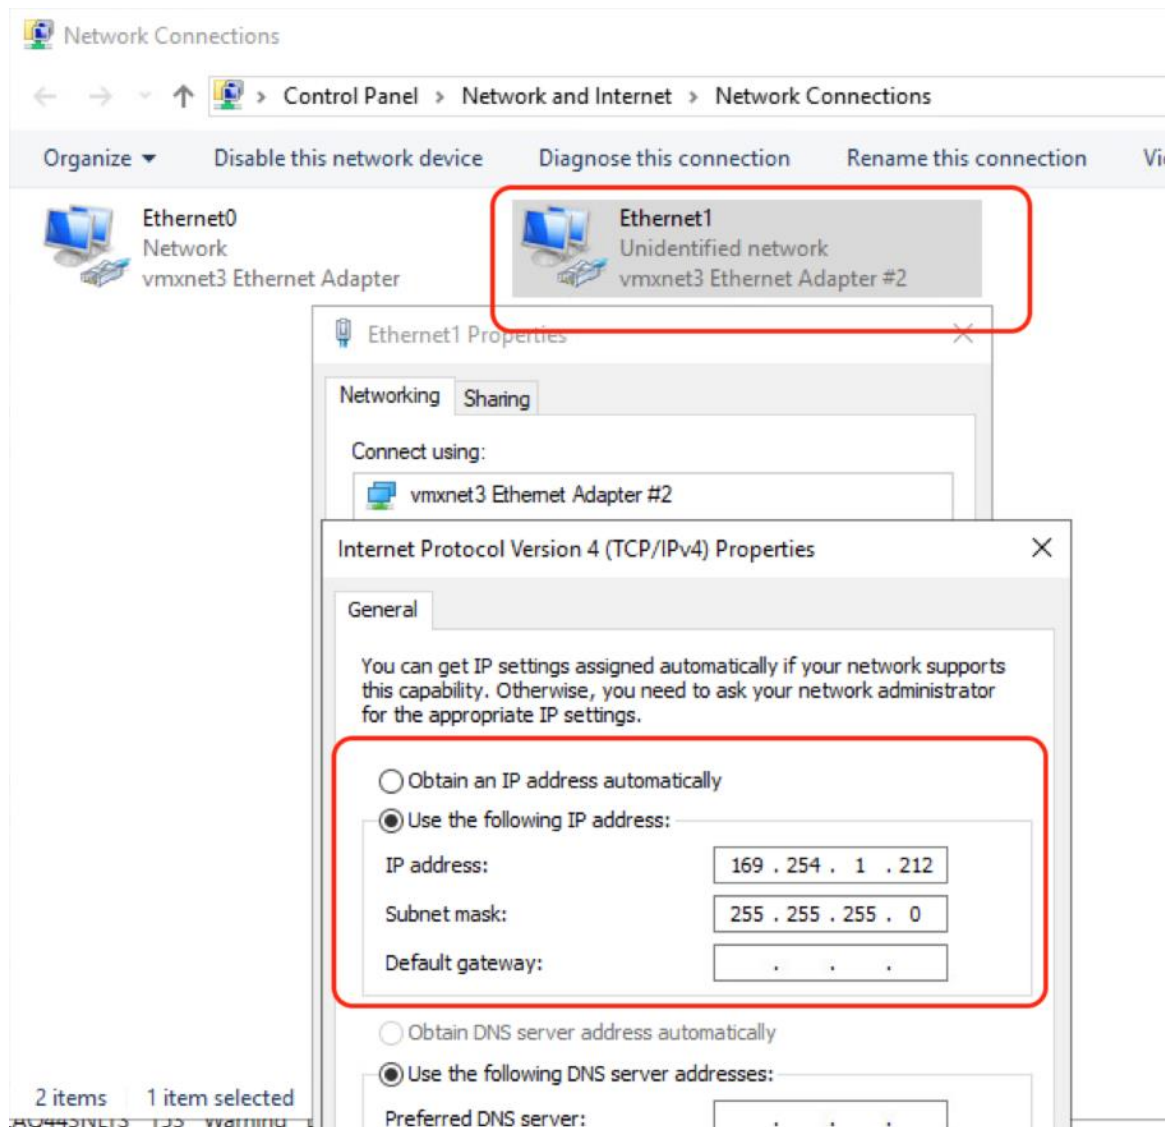 Network Connections
Control Panel > Network and Internet > Network Connections
Organize Disable this network device Diagnose this connection Rename this connection
Ethernet0
Network
vmxnet3 Ethernet Adapter
Ethernet1
Unidentified network
vmxnet3 Ethernet Adapter #2
Ethernet1 Properties
Networking Sharing
Connect using:
vmxnet3 Ethernet Adapter #2
Internet Protocol Version 4 (TCP/IPv4) Properties
General
You can get IP settings assigned automatically if your network supports
this capability. Otherwise, you need to ask your network administrator
for the appropriate IP settings.
Obtain an IP address automatically
Use the following IP address:
IP address: 169 . 254 . 1 . 212
Subnet mask: 255 . 255 . 255 . 0
Default gateway: . . .
Obtain DNS server address automatically
Use the following DNS server addresses:
2 items 1 item selected
Preferred DNS server: . . .